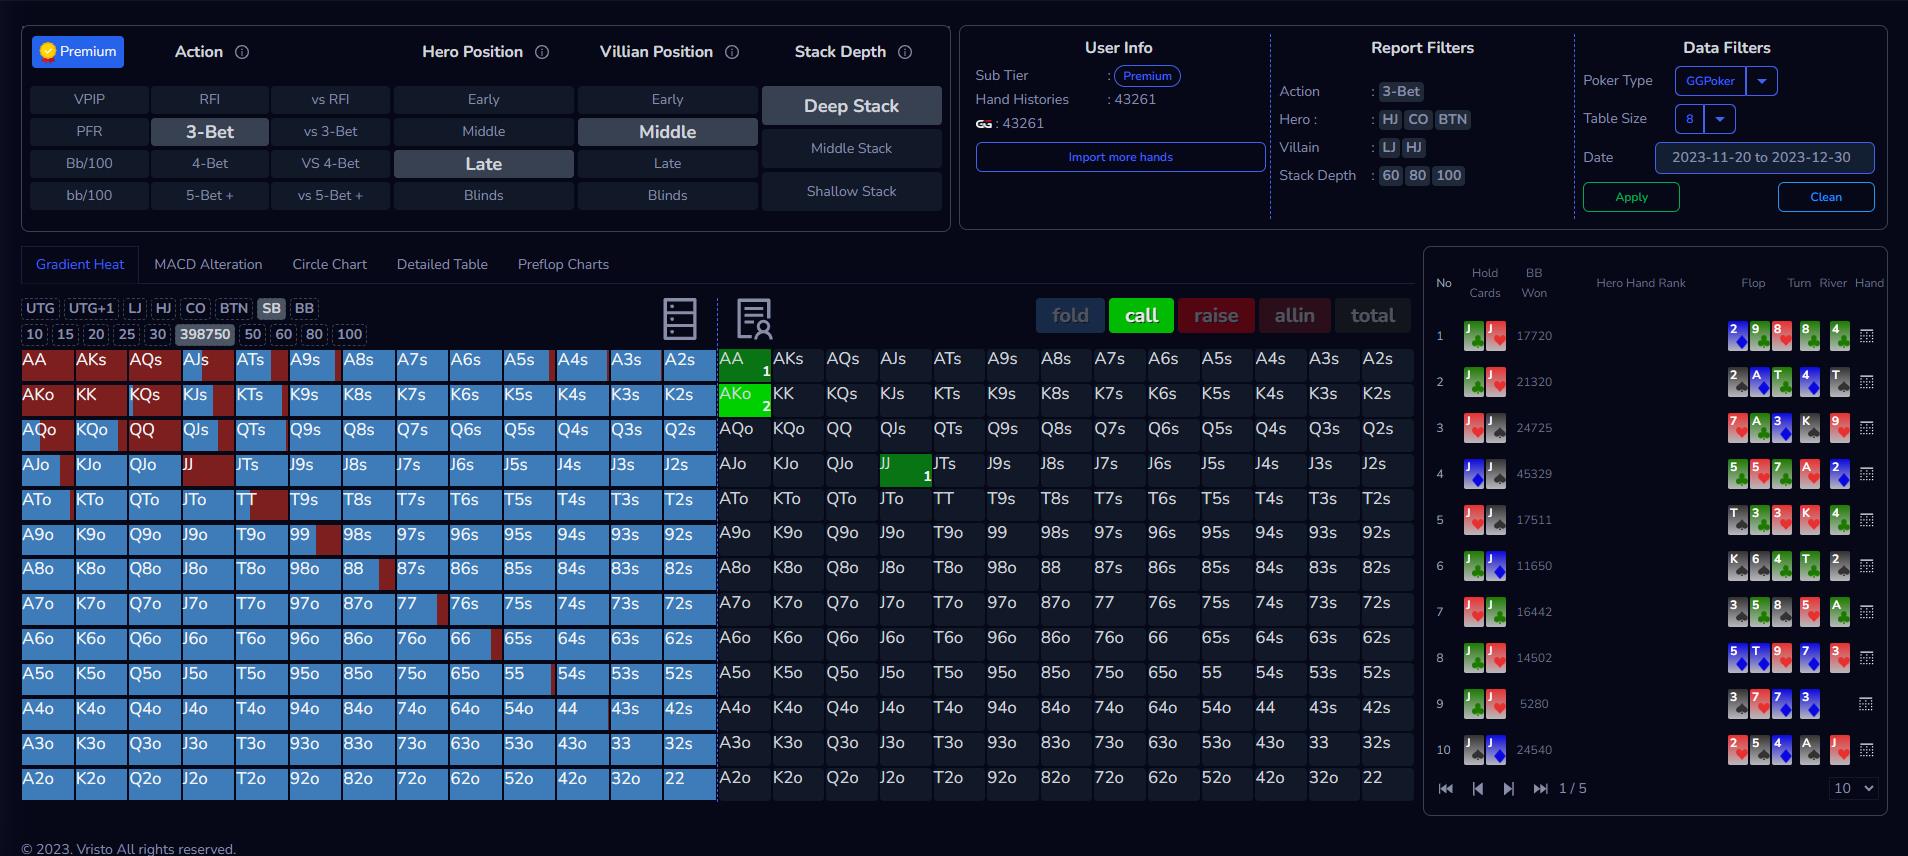 Premium Action Hero Position Villian Position Stack Depth
VPIP RFI vs RFI Early Early Deep Stack
PFR 3-Bet vs 3-Bet Middle Middle
Middle Stack
Bb/100 4-Bet VS 4-Bet Late Late
bb/100 5-Bet + vs 5-Bet + Blinds Blinds Shallow Stack
User Info
Sub Tier : Premium
Hand Histories : 43261
GG : 43261
Import more hands
Report Filters
Action : 3-Bet
Hero : HJ CO BTN
Villain : LJ HJ
Stack Depth : 60 80 100
Data Filters
Poker Type GGPoker
Table Size 8
Date 2023-11-20 to 2023-12-30
Apply Clean
Gradient Heat MACD Alteration Circle Chart Detailed Table Preflop Charts
UTG UTG+1 LJ HJ CO BTN SB BB
10 15 20 25 30 398750 50 60 80 100
AA AKs AQs AJs ATs A9s A8s A7s A6s A5s A4s A3s A2s
AKo KK KQs KJs KTs K9s K8s K7s K6s K5s K4s K3s K2s
AQo KQo QQ QJs QTs Q9s Q8s Q7s Q6s Q5s Q4s Q3s Q2s
AJo KJo QJo JJ JTs J9s J8s J7s J6s J5s J4s J3s J2s
ATo KTo QTo JTo TT T9s T8s T7s T6s T5s T4s T3s T2s
A9o K9o Q9o J9o T9o 99 98s 97s 96s 95s 94s 93s 92s
A8o K8o Q8o J8o T8o 98o 88 87s 86s 85s 84s 83s 82s
A7o K7o Q7o J7o T7o 97o 87o 77 76s 75s 74s 73s 72s
A6o K6o Q6o J6o T6o 96o 86o 76o 66 65s 64s 63s 62s
A5o K5o Q5o J5o T5o 95o 85o 75o 65o 55 54s 53s 52s
A4o K4o Q4o J4o T4o 94o 84o 74o 64o 54o 44 43s 42s
A3o K3o Q3o J3o T3o 93o 83o 73o 63o 53o 43o 33 32s
A2o K2o Q2o J2o T2o 92o 82o 72o 62o 52o 42o 32o 22
fold call raise allin total
AA 1 AKs AQs AJs ATs A9s A8s A7s A6s A5s A4s A3s A2s
AKo 2 KK KQs KJs KTs K9s K8s K7s K6s K5s K4s K3s K2s
AQo KQo QQ QJs QTs Q9s Q8s Q7s Q6s Q5s Q4s Q3s Q2s
AJo KJo QJo JJ 1 JTs J9s J8s J7s J6s J5s J4s J3s J2s
ATo KTo QTo JTo TT T9s T8s T7s T6s T5s T4s T3s T2s
A9o K9o Q9o J9o T9o 99 98s 97s 96s 95s 94s 93s 92s
A8o K8o Q8o J8o T8o 98o 88 87s 86s 85s 84s 83s 82s
A7o K7o Q7o J7o T7o 97o 87o 77 76s 75s 74s 73s 72s
A6o K6o Q6o J6o T6o 96o 86o 76o 66 65s 64s 63s 62s
A5o K5o Q5o J5o T5o 95o 85o 75o 65o 55 54s 53s 52s
A4o K4o Q4o J4o T4o 94o 84o 74o 64o 54o 44 43s 42s
A3o K3o Q3o J3o T3o 93o 83o 73o 63o 53o 43o 33 32s
A2o K2o Q2o J2o T2o 92o 82o 72o 62o 52o 42o 32o 22
No Hold Cards BB Won Hero Hand Rank Flop Turn River Hand
1 J J 17720 2 9 8 8 4
2 J J 21320 2 A T 4 T
3 J J 24725 7 A 3 K 9
4 J J 45329 5 5 7 A 2
5 J J 17511 T 3 3 K 4
6 J J 11650 K 6 4 T 2
7 J J 16442 3 5 8 5 A
8 J J 14502 5 T 9 7 3
9 J J 5280 3 7 7 3
10 J J 24540 2 5 4 A J
1 / 5 10
© 2023. Vristo All rights reserved.